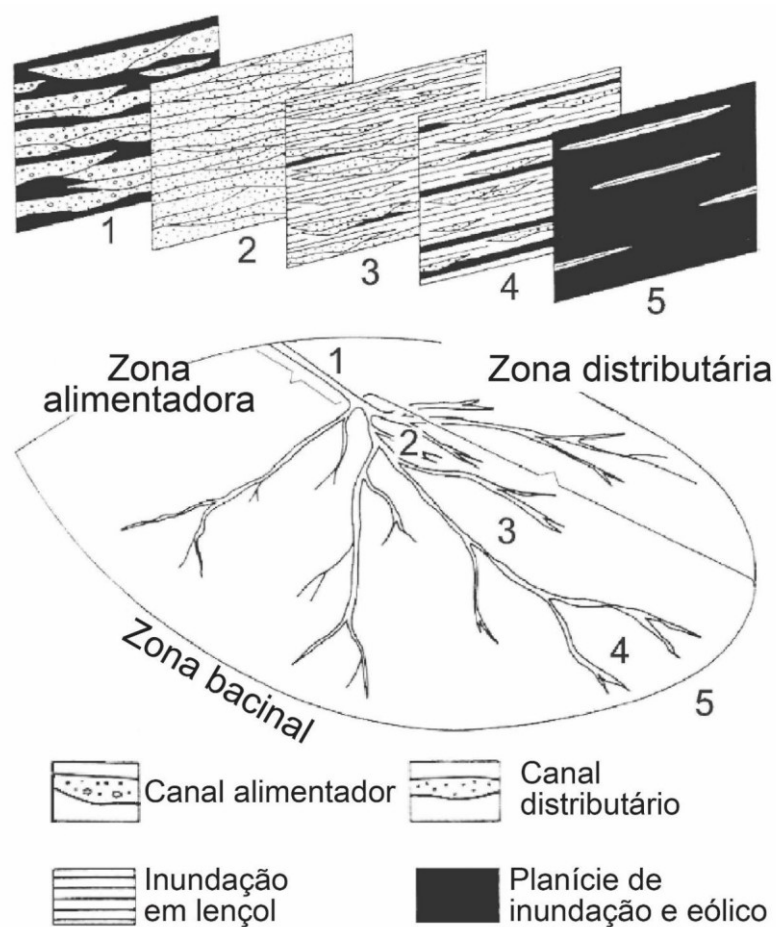 1
2
3
4
5
Zona
alimentadora
1
Zona distributária
2
3
4
5
Zona bacinal
Canal alimentador
Canal
distributário
Inundação
em lençol
Planície de
inundação e eólico